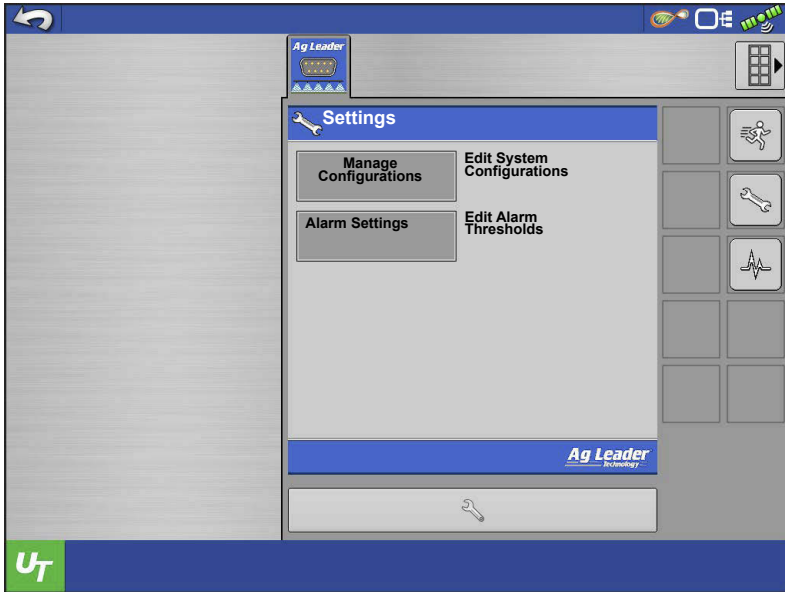 Ag Leader
Settings
Manage
Configurations
Edit System
Configurations
Alarm Settings
Edit Alarm
Thresholds
Ag Leader
Technology
UT